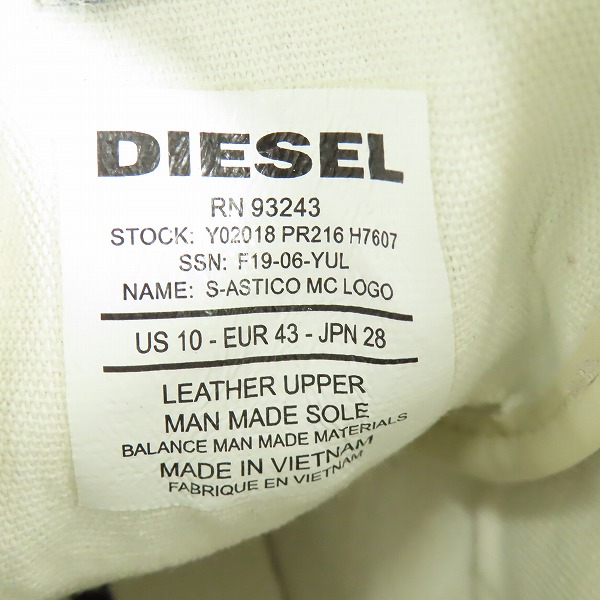 DIESEL
RN 93243
STOCK: Y02018 PR216 H7607
SSN: F19-06-YUL
NAME: S-ASTICO MC LOGO
US 10 - EUR 43 - JPN 28
LEATHER UPPER
MAN MADE SOLE
BALANCE MAN MADE MATERIALS
MADE IN VIETNAM
FABRIQUE EN VIETNAM